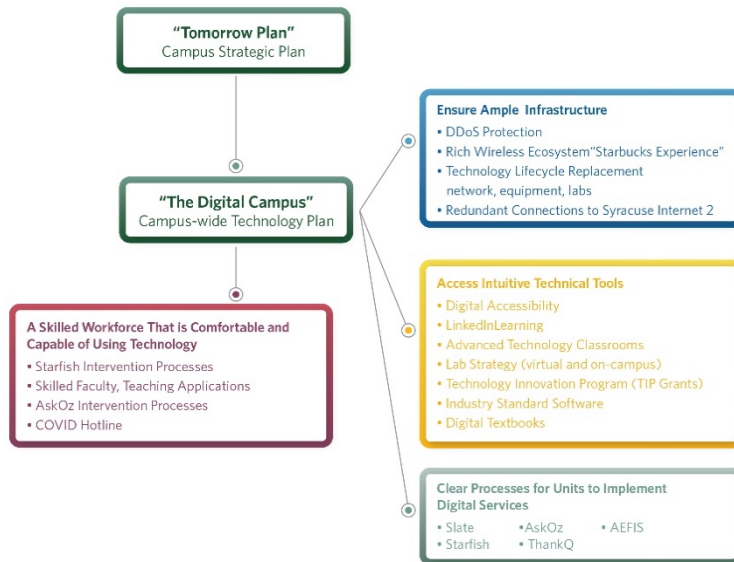 “Tomorrow Plan”
Campus Strategic Plan
“The Digital Campus”
Campus-wide Technology Plan
A Skilled Workforce That is Comfortable and
Capable of Using Technology
• Starfish Intervention Processes
• Skilled Faculty, Teaching Applications
• AskOz Intervention Processes
• COVID Hotline
Ensure Ample Infrastructure
• DDoS Protection
• Rich Wireless Ecosystem“Starbucks Experience”
• Technology Lifecycle Replacement
network, equipment, labs
• Redundant Connections to Syracuse Internet 2
Access Intuitive Technical Tools
• Digital Accessibility
• LinkedInLearning
• Advanced Technology Classrooms
• Lab Strategy (virtual and on-campus)
• Technology Innovation Program (TIP Grants)
• Industry Standard Software
• Digital Textbooks
Clear Processes for Units to Implement
Digital Services
• Slate •AskOz • AEFIS
• Starfish • ThankQ